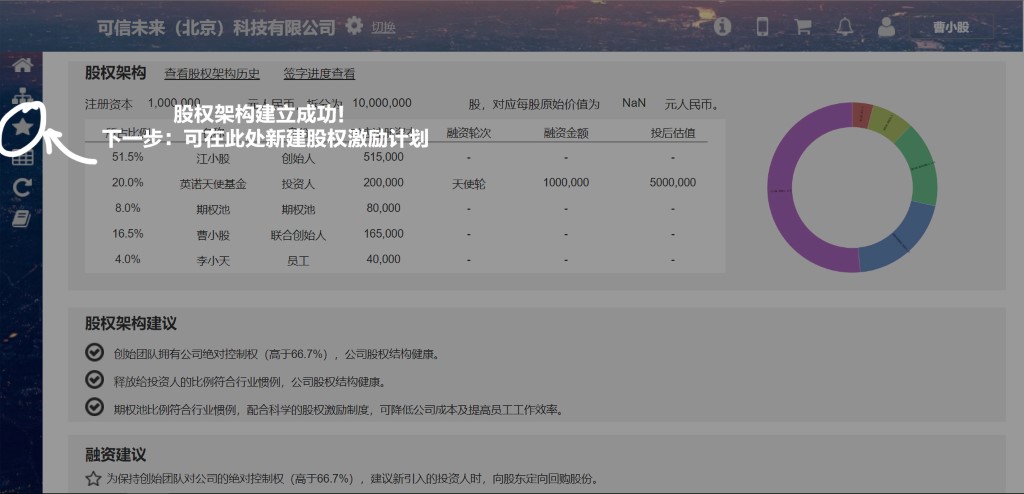 可信未来（北京）科技有限公司 切换 曹小股
股权架构 查看股权架构历史 签字进度查看
注册资本 1,000,000 元人民币，拆分为 10,000,000 股，对应每股原始价值为 NaN 元人民币。
股权架构建立成功！
下一步：可在此处新建股权激励计划
融资轮次 融资金额 投后估值
51.5% 江小股 创始人 515,000 - - -
20.0% 英诺天使基金 投资人 200,000 天使轮 1000,000 5000,000
8.0% 期权池 期权池 80,000 - - -
16.5% 曹小股 联合创始人 165,000 - - -
4.0% 李小天 员工 40,000 - - -
股权架构建议
创始团队拥有公司绝对控制权（高于66.7%），公司股权结构健康。
释放给投资人的比例符合行业惯例，公司股权结构健康。
期权池比例符合行业惯例，配合科学的股权激励制度，可降低公司成本及提高员工工作效率。
融资建议
为保持创始团队对公司的绝对控制权（高于66.7%），建议新引入的投资人时，向股东定向回购股份。